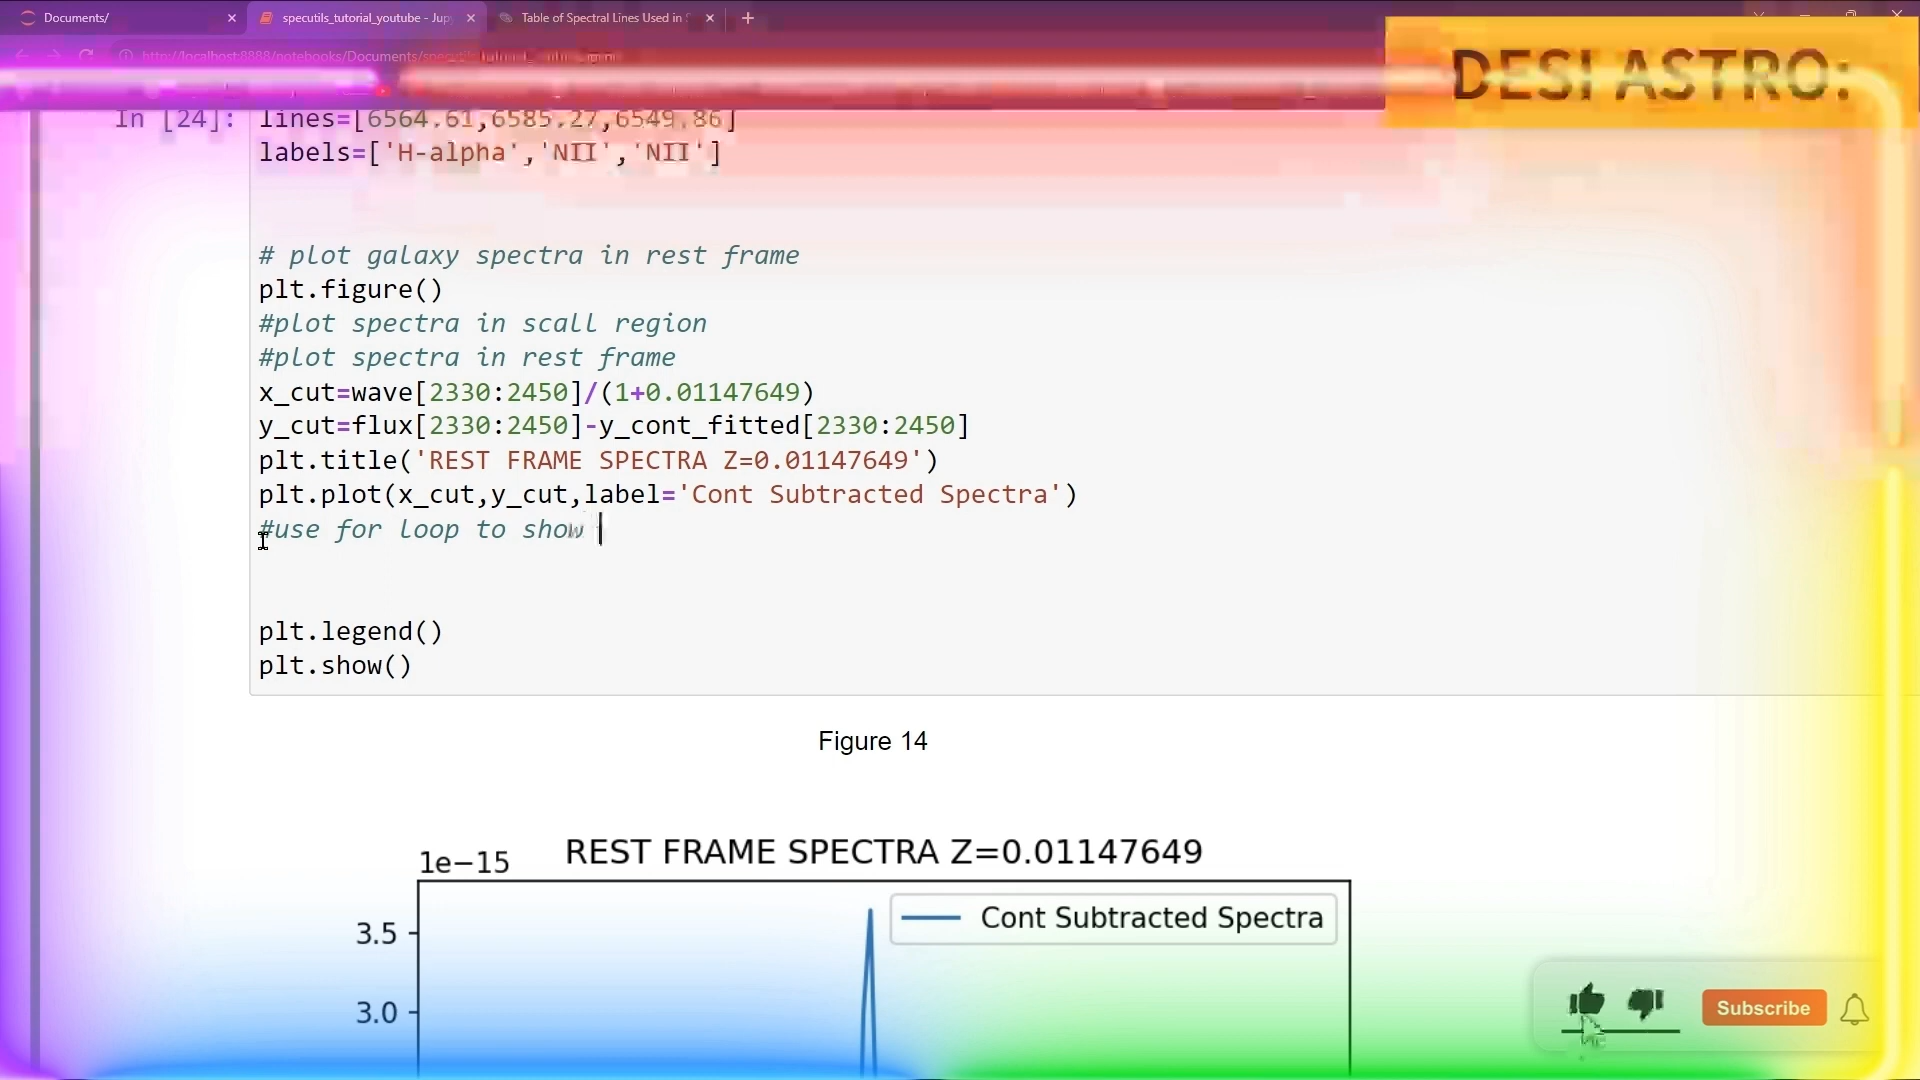 Documents/
specutils_tutorial_youtube - Jup
Table of Spectral Lines Used in
DESI ASTRO:
In [24]:
lines=[6564.61,6585.27,6549.86]
labels=['H-alpha','NII','NII']
# plot galaxy spectra in rest frame
plt.figure()
#plot spectra in scall region
#plot spectra in rest frame
x_cut=wave[2330:2450]/(1+0.01147649)
y_cut=flux[2330:2450]-y_cont_fitted[2330:2450]
plt.title('REST FRAME SPECTRA Z=0.01147649')
plt.plot(x_cut,y_cut,label='Cont Subtracted Spectra')
#use for loop to show
plt.legend()
plt.show()
Figure 14
1e−15
REST FRAME SPECTRA Z=0.01147649
Cont Subtracted Spectra
3.5
3.0
Subscribe